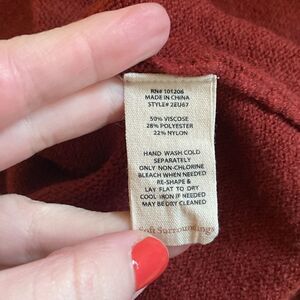 RN# 101206
MADE IN CHINA
STYLE# 2EU67
50% VISCOSE
28% POLYESTER
22% NYLON
HAND WASH COLD
SEPARATELY
ONLY NON-CHLORINE
BLEACH WHEN NEEDED
RE-SHAPE &
LAY FLAT TO DRY
COOL IRON IF NEEDED
MAY BE DRY CLEANED
Soft Surroundings